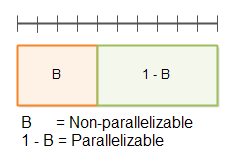 B 1 - B
B = Non-parallelizable
1 - B = Parallelizable